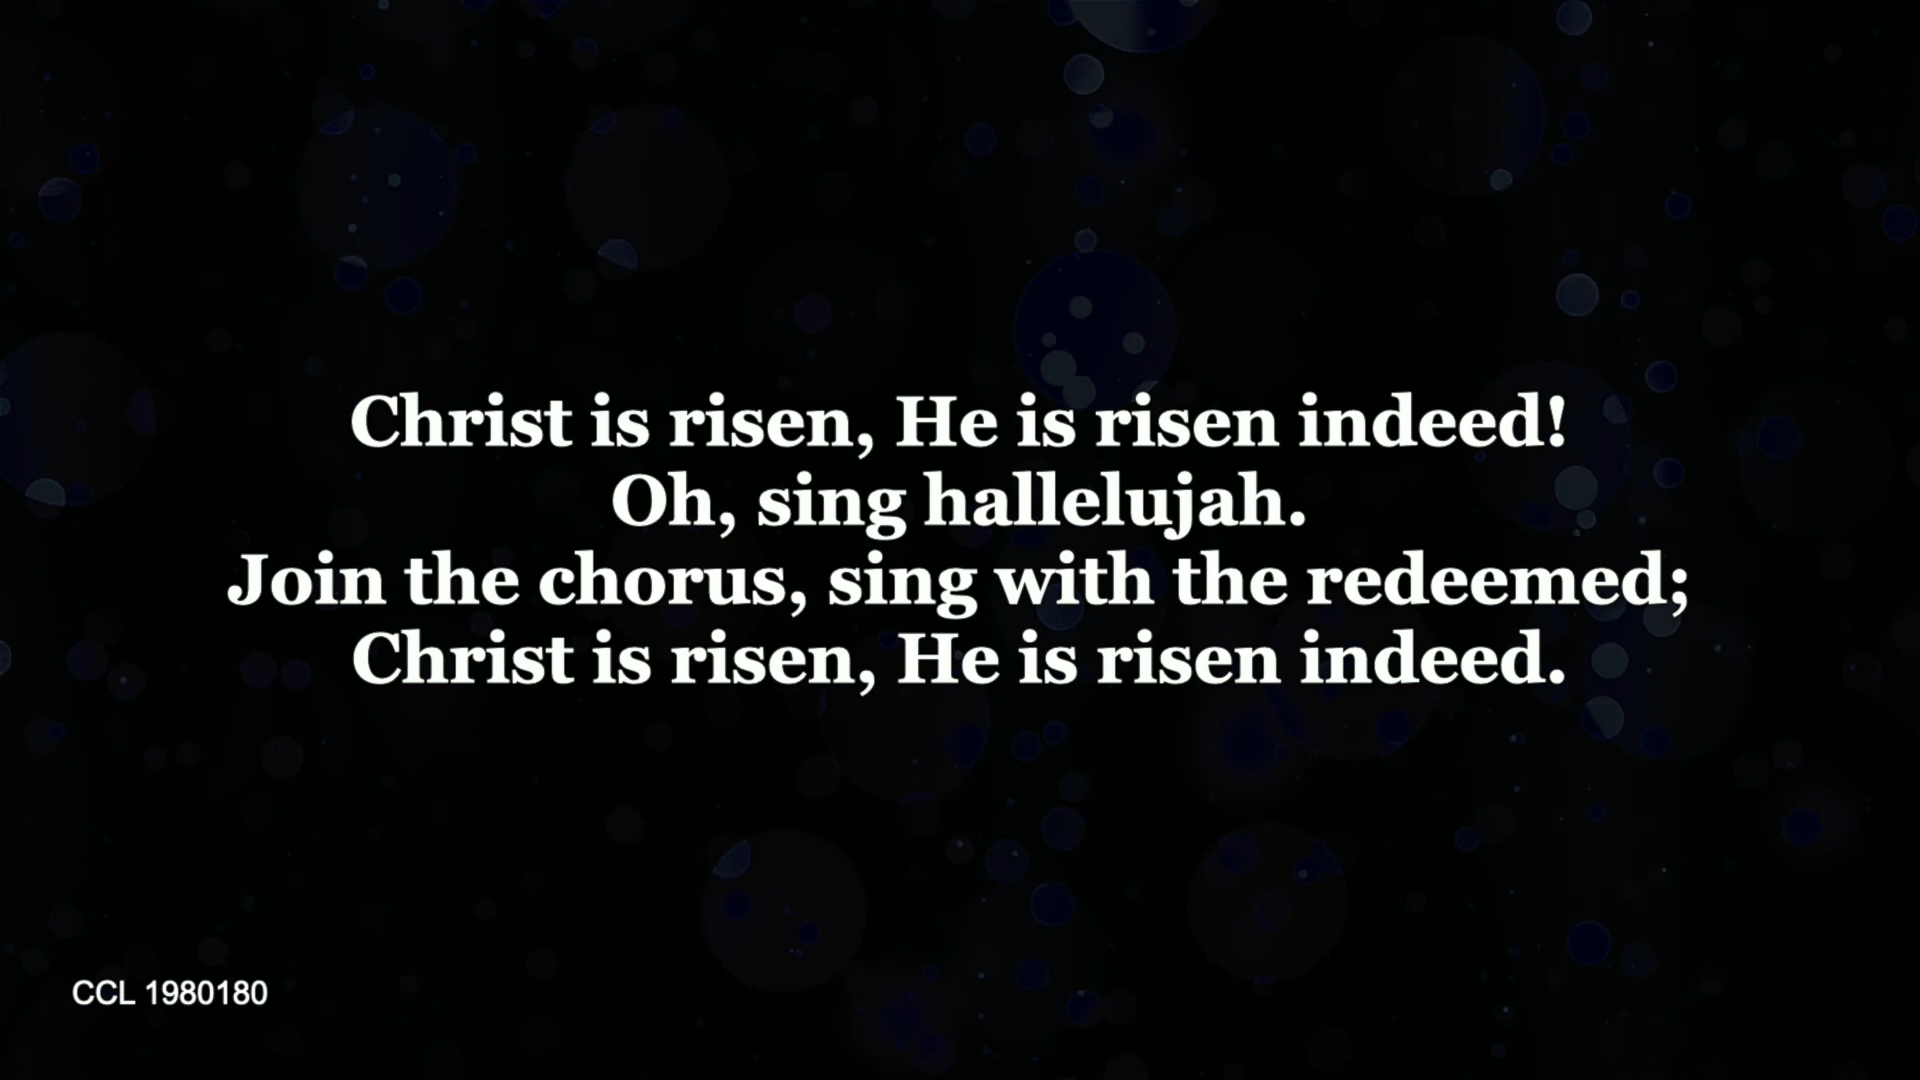 Christ is risen, He is risen indeed!
Oh, sing hallelujah.
Join the chorus, sing with the redeemed;
Christ is risen, He is risen indeed.
CCL 1980180